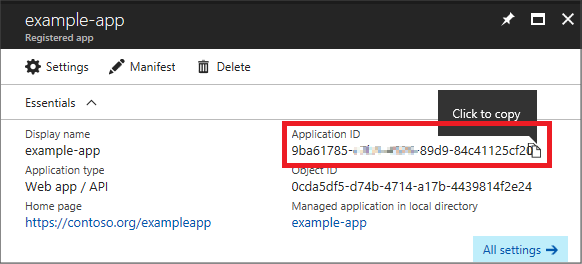 example-app
Registered app
Settings
Manifest
Delete
Essentials
Click to copy
Display name
example-app
Application ID
9ba61785- -89d9-84c41125cf20
Application type
Web app / API
Object ID
0cda5df5-d74b-4714-a17b-4439814f2e24
Home page
https://contoso.org/exampleapp
Managed application in local directory
example-app
All settings